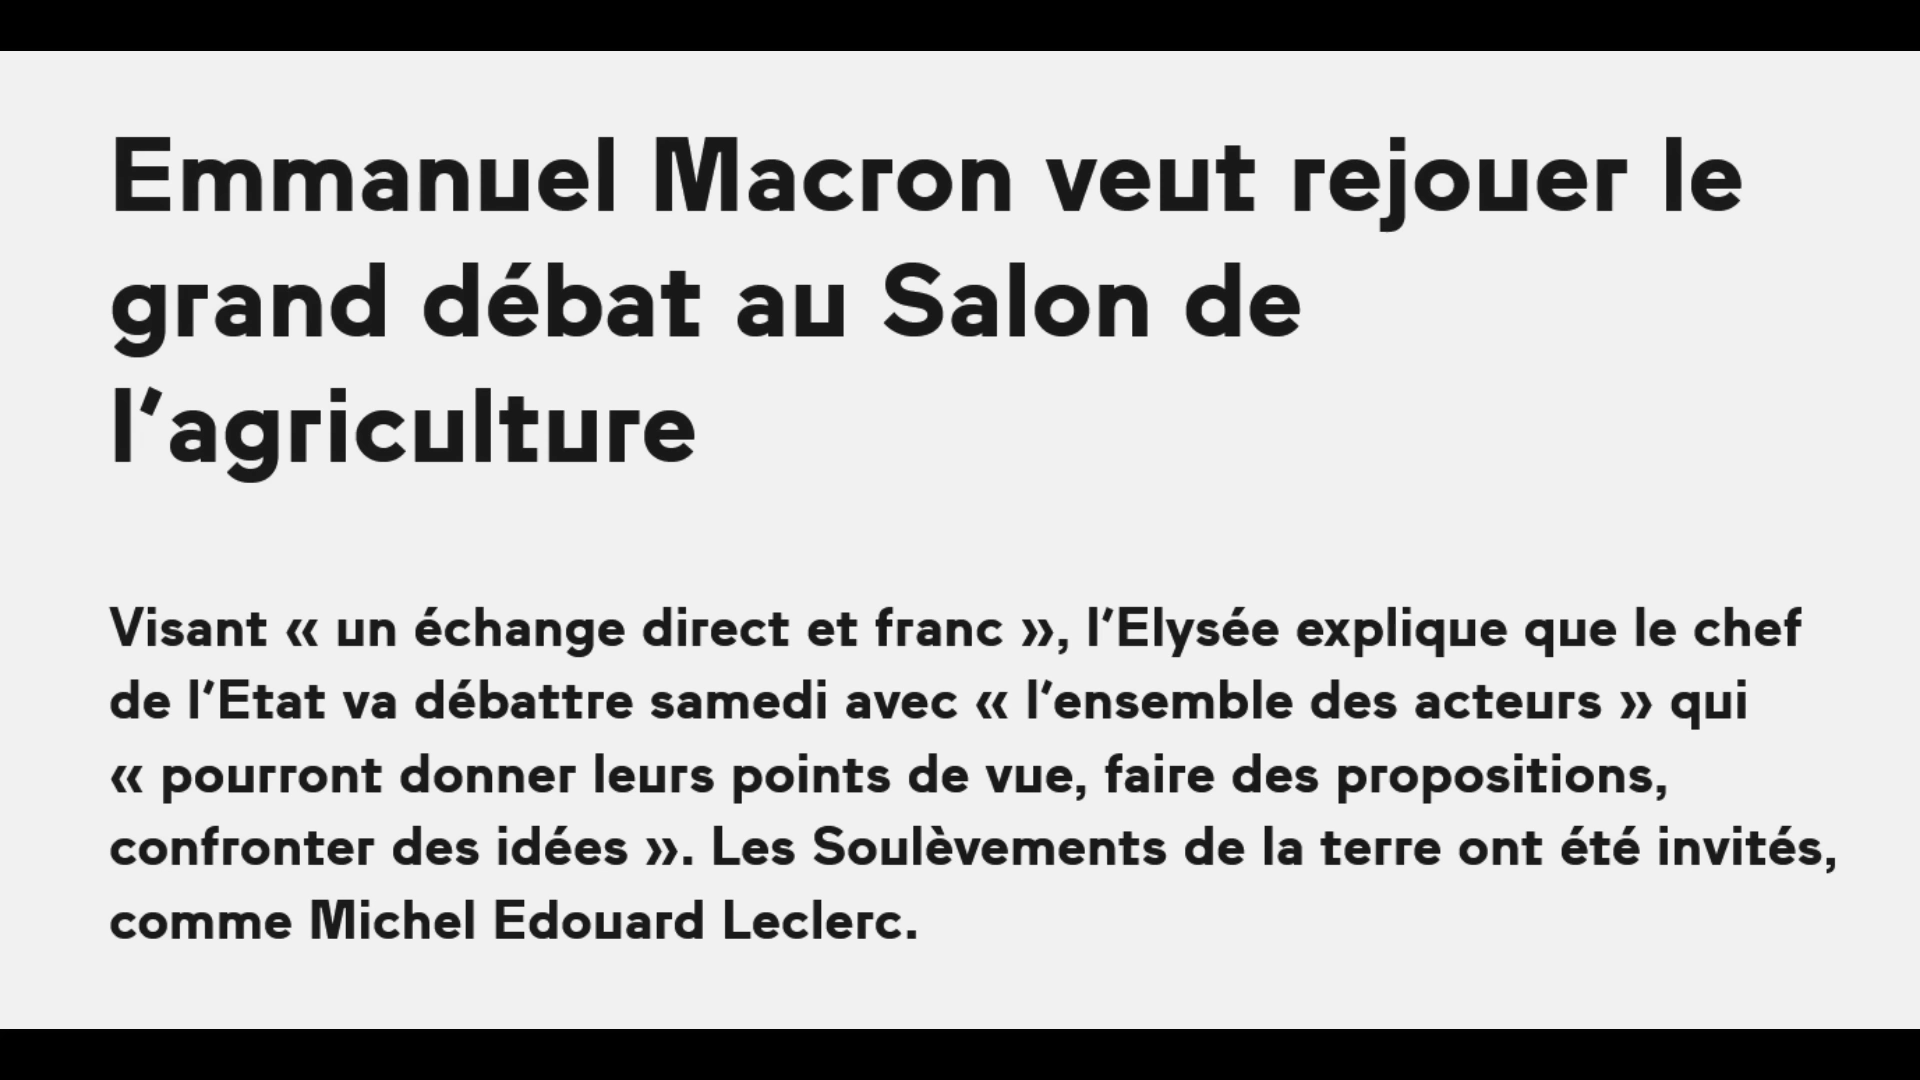 Emmanuel Macron veut rejouer le
grand débat au Salon de
l’agriculture
Visant « un échange direct et franc », l’Elysée explique que le chef
de l’Etat va débattre samedi avec « l’ensemble des acteurs » qui
« pourront donner leurs points de vue, faire des propositions,
confronter des idées ». Les Soulèvements de la terre ont été invités,
comme Michel Edouard Leclerc.